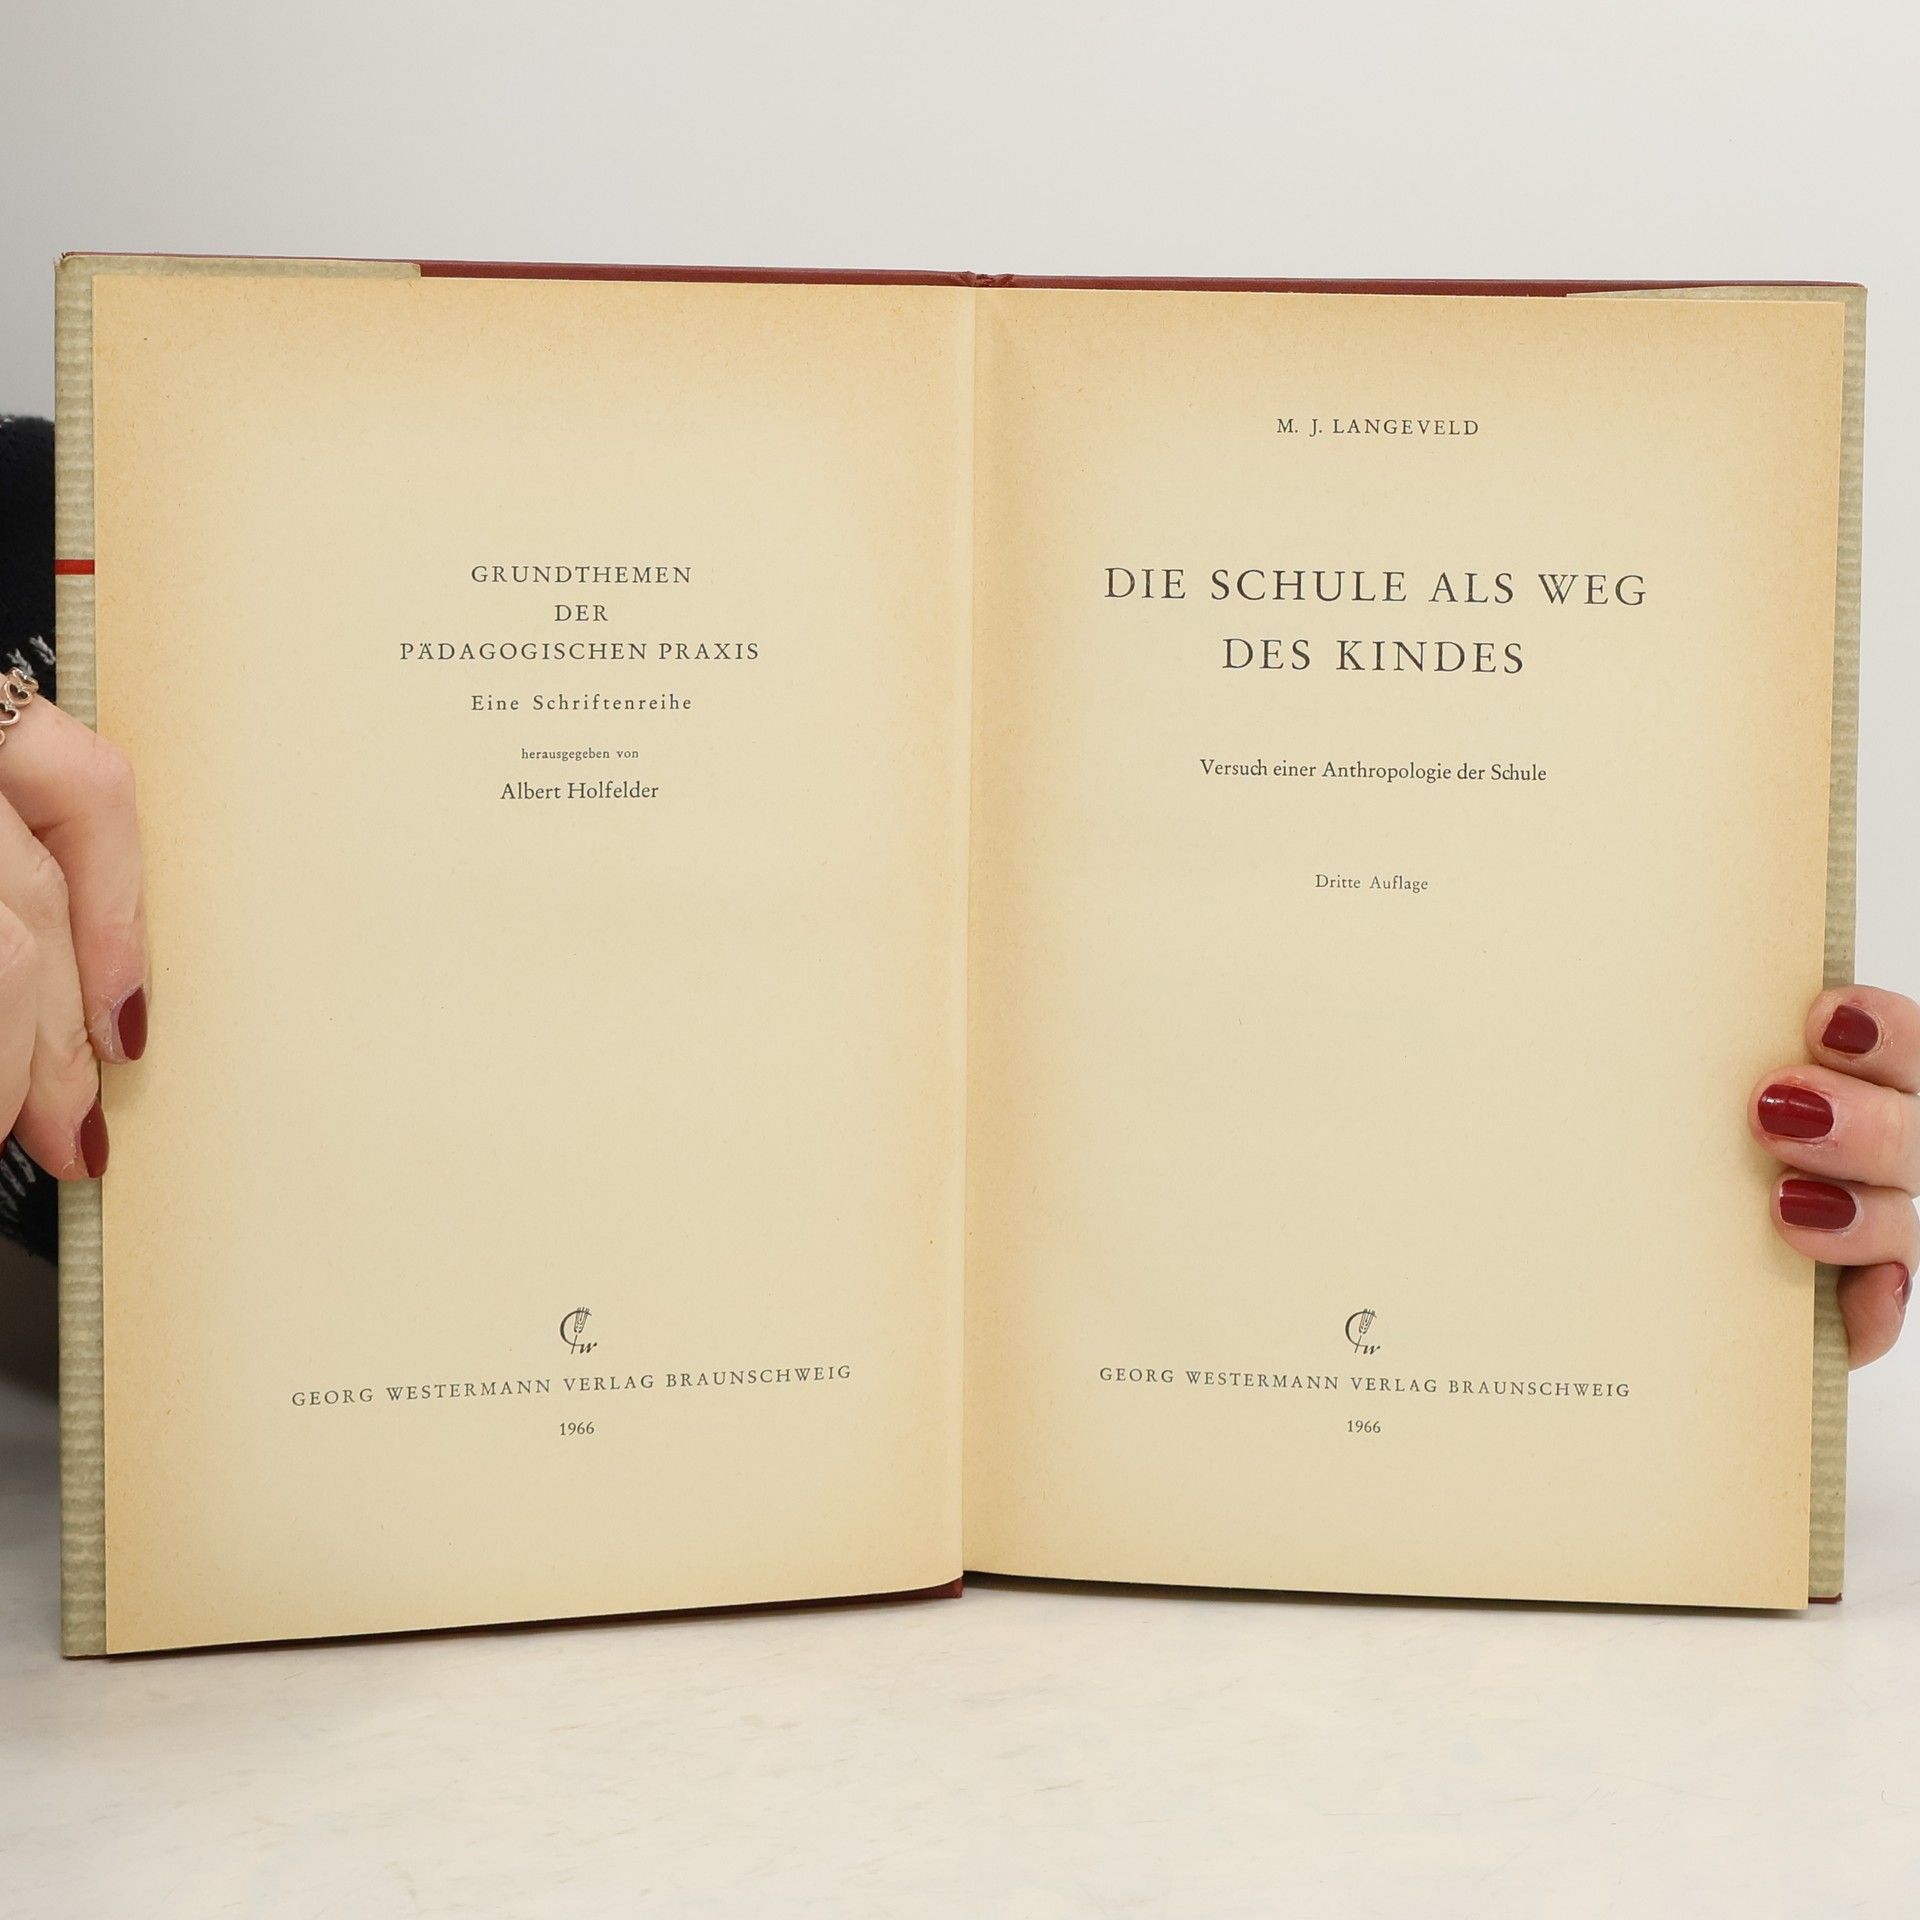 GRUNDTHEMEN
DER
PÄDAGOGISCHEN PRAXIS
Eine Schriftenreihe
herausgegeben von
Albert Holfelder
GEORG WESTERMANN VERLAG BRAUNSCHWEIG
1966
M. J. LANGEVELD
DIE SCHULE ALS WEG
DES KINDES
Versuch einer Anthropologie der Schule
Dritte Auflage
GEORG WESTERMANN VERLAG BRAUNSCHWEIG
1966